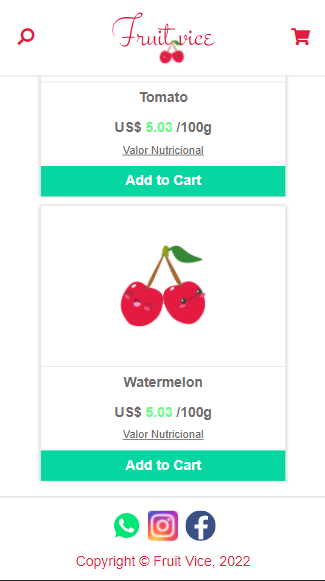 Fruit vice
Tomato
US$ 5.03 /100g
Valor Nutricional
Add to Cart
Watermelon
US$ 5.03 /100g
Valor Nutricional
Add to Cart
Copyright © Fruit Vice, 2022